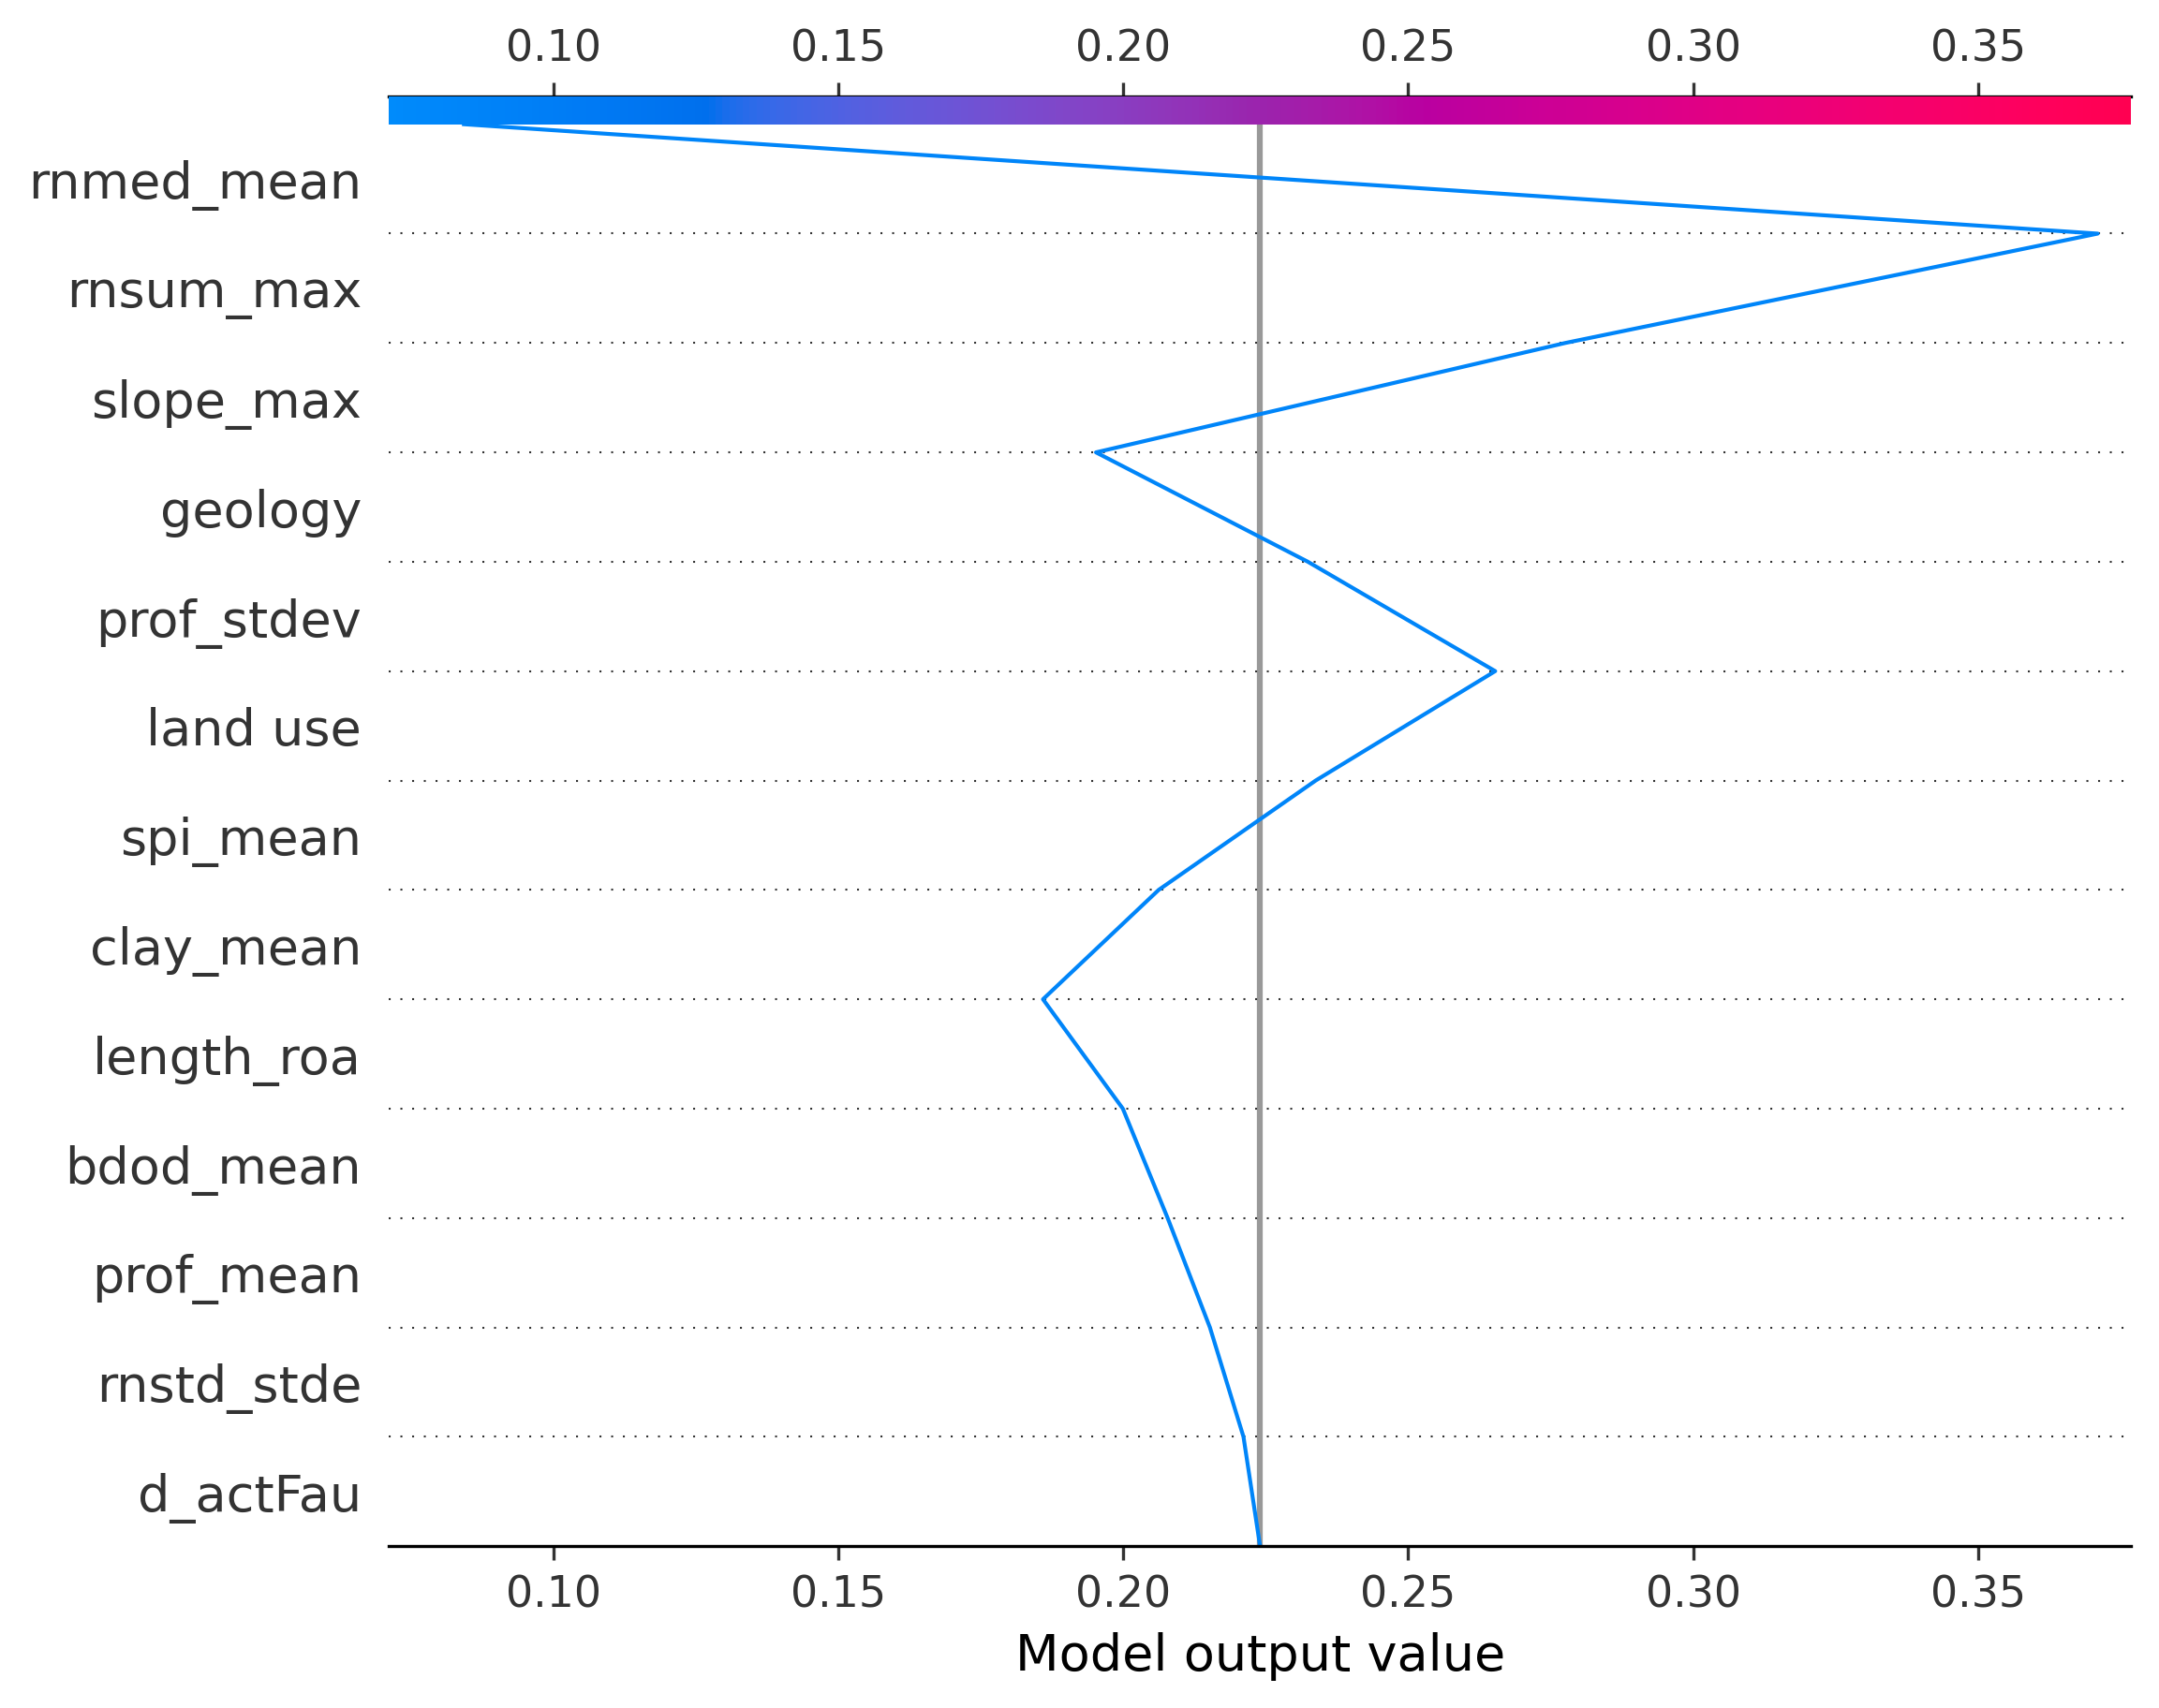 0.10 0.15 0.20 0.25 0.30 0.35
rnmed_mean
rnsum_max
slope_max
geology
prof_stdev
land use
spi_mean
clay_mean
length_roa
bdod_mean
prof_mean
rnstd_stde
d_actFau
0.10 0.15 0.20 0.25 0.30 0.35
Model output value